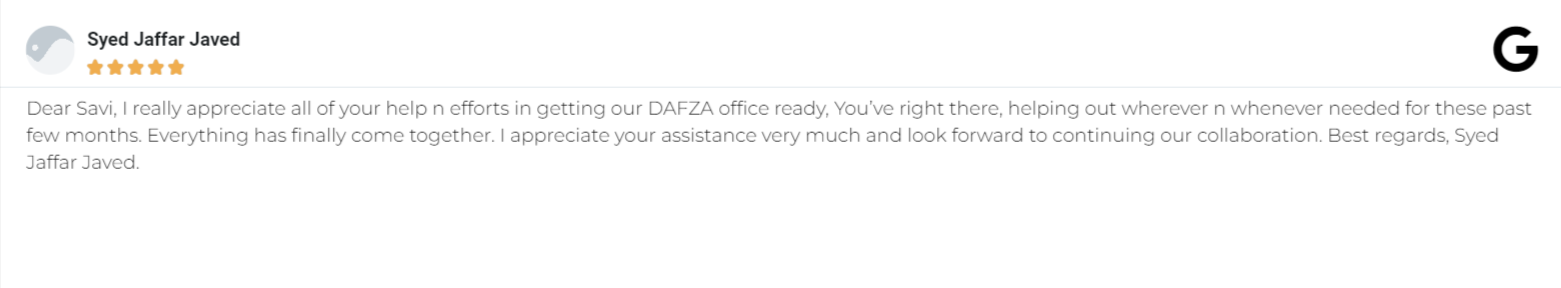 Syed Jaffar Javed
G
Dear Savi, I really appreciate all of your help n efforts in getting our DAFZA office ready, You’ve right there, helping out wherever n whenever needed for these past
few months. Everything has finally come together. I appreciate your assistance very much and look forward to continuing our collaboration. Best regards, Syed
Jaffar Javed.